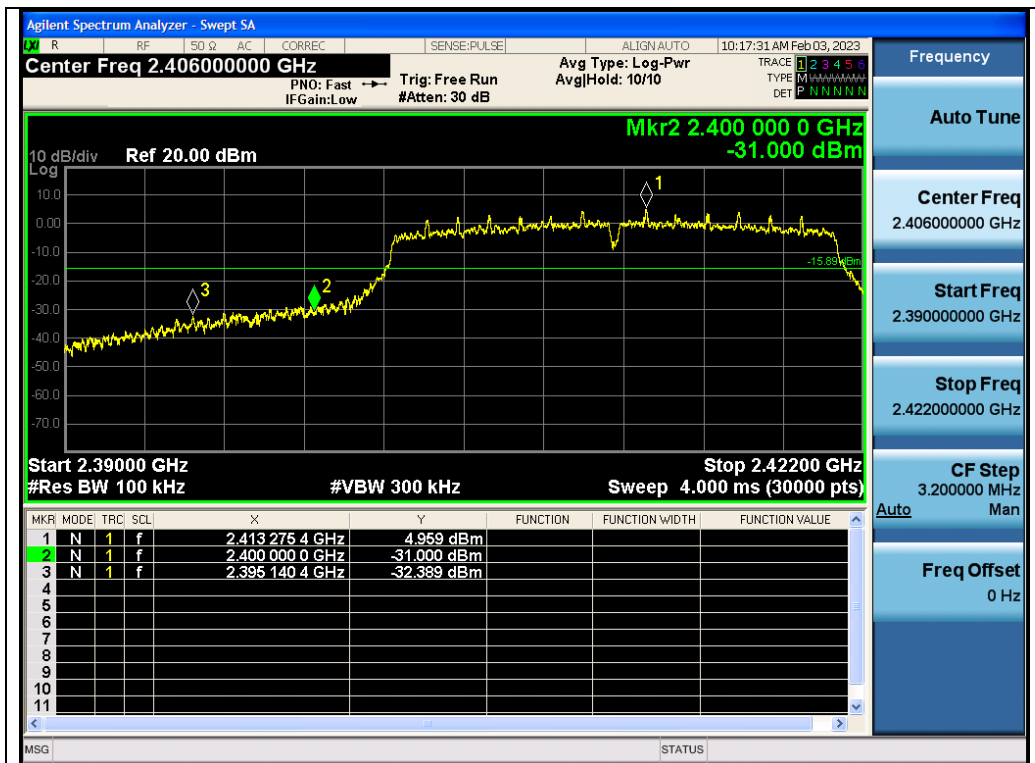 Agilent Spectrum Analyzer - Swept SA
LXI R RF 50 Ω AC CORREC SENSE:PULSE ALIGN AUTO 10:17:31 AM Feb 03, 2023
Center Freq 2.406000000 GHz
PNO: Fast
IFGain:Low
Trig: Free Run
#Atten: 30 dB
Avg Type: Log-Pwr
Avg|Hold: 10/10
TRACE 1 2 3 4 5 6
TYPE M
DET P N N N N N
Mkr2 2.400 000 0 GHz
-31.000 dBm
10 dB/div Ref 20.00 dBm
Log
10.0
0.00
-10.0
-20.0
-30.0
-40.0
-50.0
-60.0
-70.0
1
2
3
-15.89 dBm
Start 2.39000 GHz Stop 2.42200 GHz
#Res BW 100 kHz #VBW 300 kHz Sweep 4.000 ms (30000 pts)
MKR MODE TRC SCL X Y FUNCTION FUNCTION WIDTH FUNCTION VALUE
1 N 1 f 2.413 275 4 GHz 4.959 dBm
2 N 1 f 2.400 000 0 GHz -31.000 dBm
3 N 1 f 2.395 140 4 GHz -32.389 dBm
4
5
6
7
8
9
10
11
MSG STATUS
Frequency
Auto Tune
Center Freq
2.406000000 GHz
Start Freq
2.390000000 GHz
Stop Freq
2.422000000 GHz
CF Step
3.200000 MHz
Auto Man
Freq Offset
0 Hz